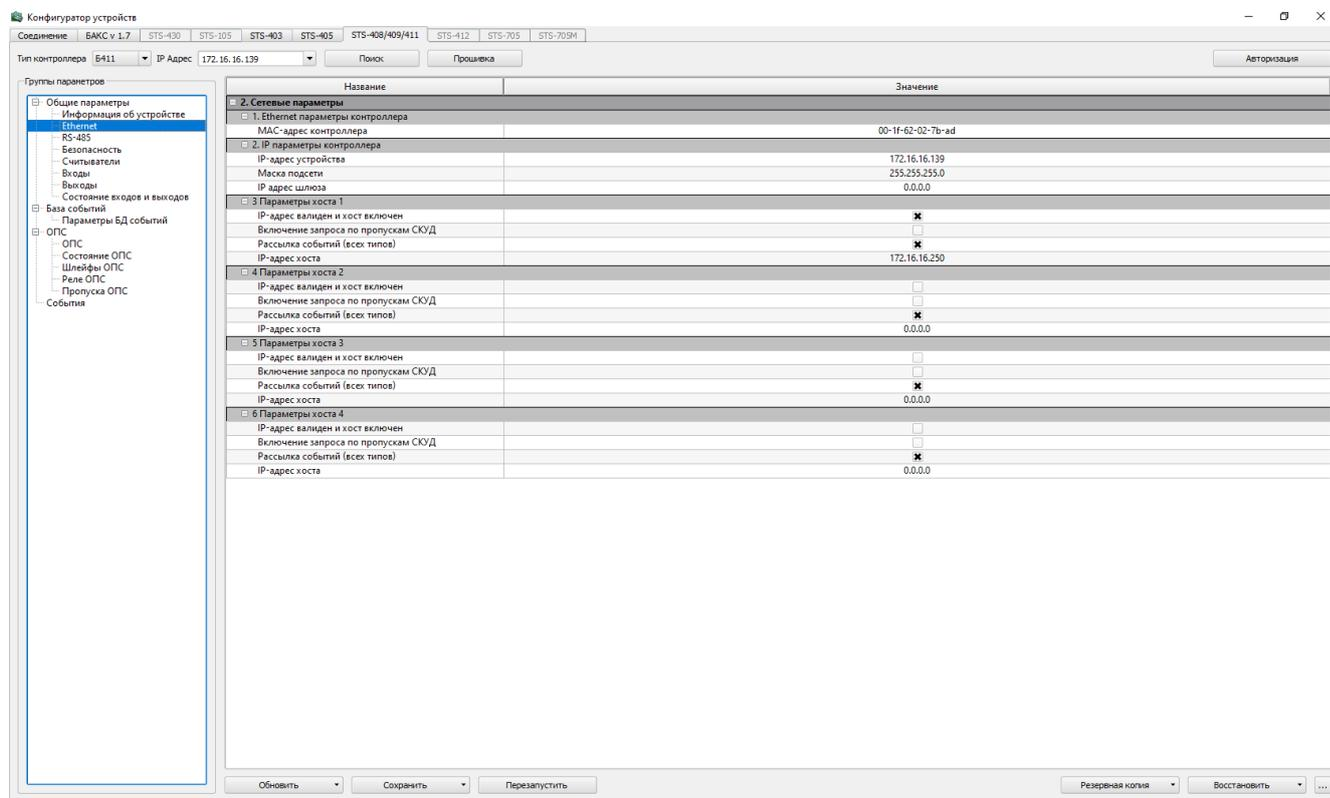 Конфигуратор устройств
Соединение БАКС v 1.7 STS-430 STS-105 STS-403 STS-405 STS-408/409/411 STS-412 STS-705 STS-705M
Тип контроллера Б411 IP Адрес 172.16.16.139 Поиск Прошивка Авторизация
Группы параметров
Общие параметры
Информация об устройстве
Ethernet
RS-485
Безопасность
Считыватели
Входы
Выходы
Состояние входов и выходов
База событий
Параметры БД событий
ОПС
ОПС
Состояние ОПС
Шлейфы ОПС
Реле ОПС
Пропуска ОПС
События
Название Значение
2. Сетевые параметры
1. Ethernet параметры контроллера
MAC-адрес контроллера 00-1f-62-02-7b-ad
2. IP параметры контроллера
IP-адрес устройства 172.16.16.139
Маска подсети 255.255.255.0
IP адрес шлюза 0.0.0.0
3 Параметры хоста 1
IP-адрес валиден и хост включен
Включение запроса по пропускам СКУД
Рассылка событий (всех типов)
IP-адрес хоста 172.16.16.250
4 Параметры хоста 2
IP-адрес валиден и хост включен
Включение запроса по пропускам СКУД
Рассылка событий (всех типов)
IP-адрес хоста 0.0.0.0
5 Параметры хоста 3
IP-адрес валиден и хост включен
Включение запроса по пропускам СКУД
Рассылка событий (всех типов)
IP-адрес хоста 0.0.0.0
6 Параметры хоста 4
IP-адрес валиден и хост включен
Включение запроса по пропускам СКУД
Рассылка событий (всех типов)
IP-адрес хоста 0.0.0.0
Обновить Сохранить Перезапустить Резервная копия Восстановить ...